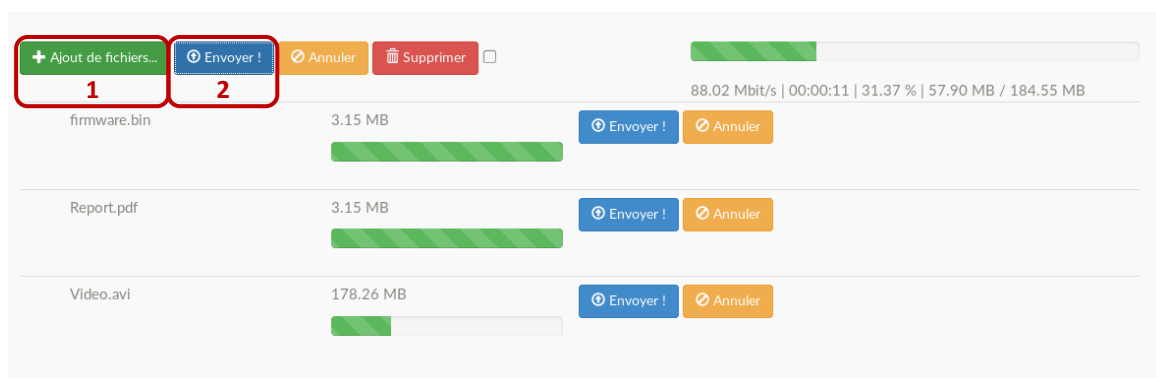 Ajout de fichiers... Envoyer ! Annuler Supprimer
1 2
88.02 Mbit/s | 00:00:11 | 31.37 % | 57.90 MB / 184.55 MB
firmware.bin 3.15 MB Envoyer ! Annuler
Report.pdf 3.15 MB Envoyer ! Annuler
Video.avi 178.26 MB Envoyer ! Annuler